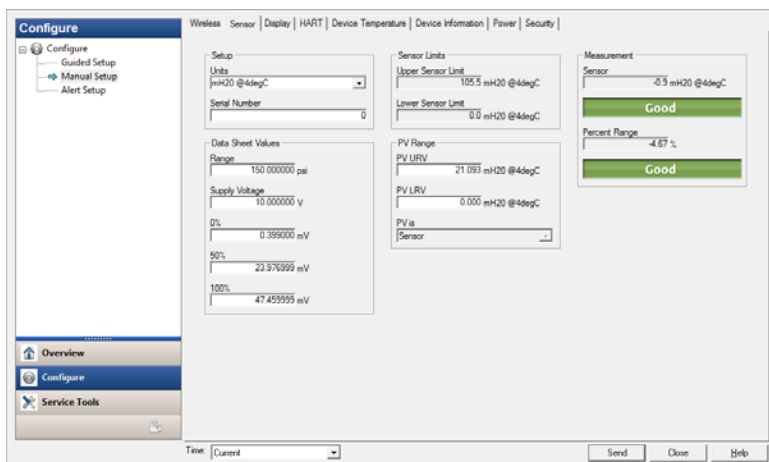 Configure
Configure
Guided Setup
Manual Setup
Alert Setup
Overview
Configure
Service Tools
Wireless Sensor Display HART Device Temperature Device Information Power Security
Setup
Units
mH20 @4degC
Serial Number
0
Data Sheet Values
Range
150.000000 psi
Supply Voltage
10.000000 V
0%
0.399000 mV
50%
23.976999 mV
100%
47.459999 mV
Sensor Limits
Upper Sensor Limit
105.5 mH20 @4degC
Lower Sensor Limit
0.0 mH20 @4degC
PV Range
PV URV
21.093 mH20 @4degC
PV LRV
0.000 mH20 @4degC
PV is
Sensor
Measurement
Sensor
-0.9 mH20 @4degC
Good
Percent Range
-4.67 %
Good
Time: Current
Send Close Help